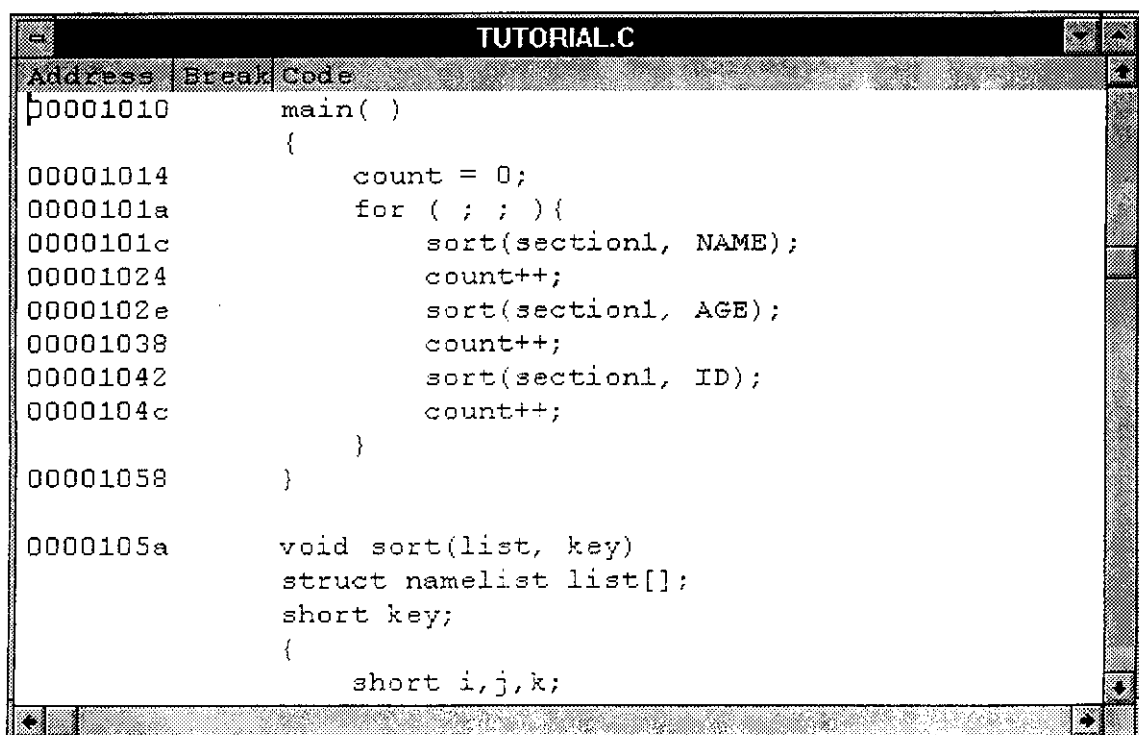 TUTORIAL.C
Address Break Code
00001010 main( )
{
00001014 count = 0;
0000101a for ( ; ; ){
0000101c sort(section1, NAME);
00001024 count++;
0000102e sort(section1, AGE);
00001038 count++;
00001042 sort(section1, ID);
0000104c count++;
}
00001058 }
0000105a void sort(list, key)
struct namelist list[];
short key;
{
short i,j,k;